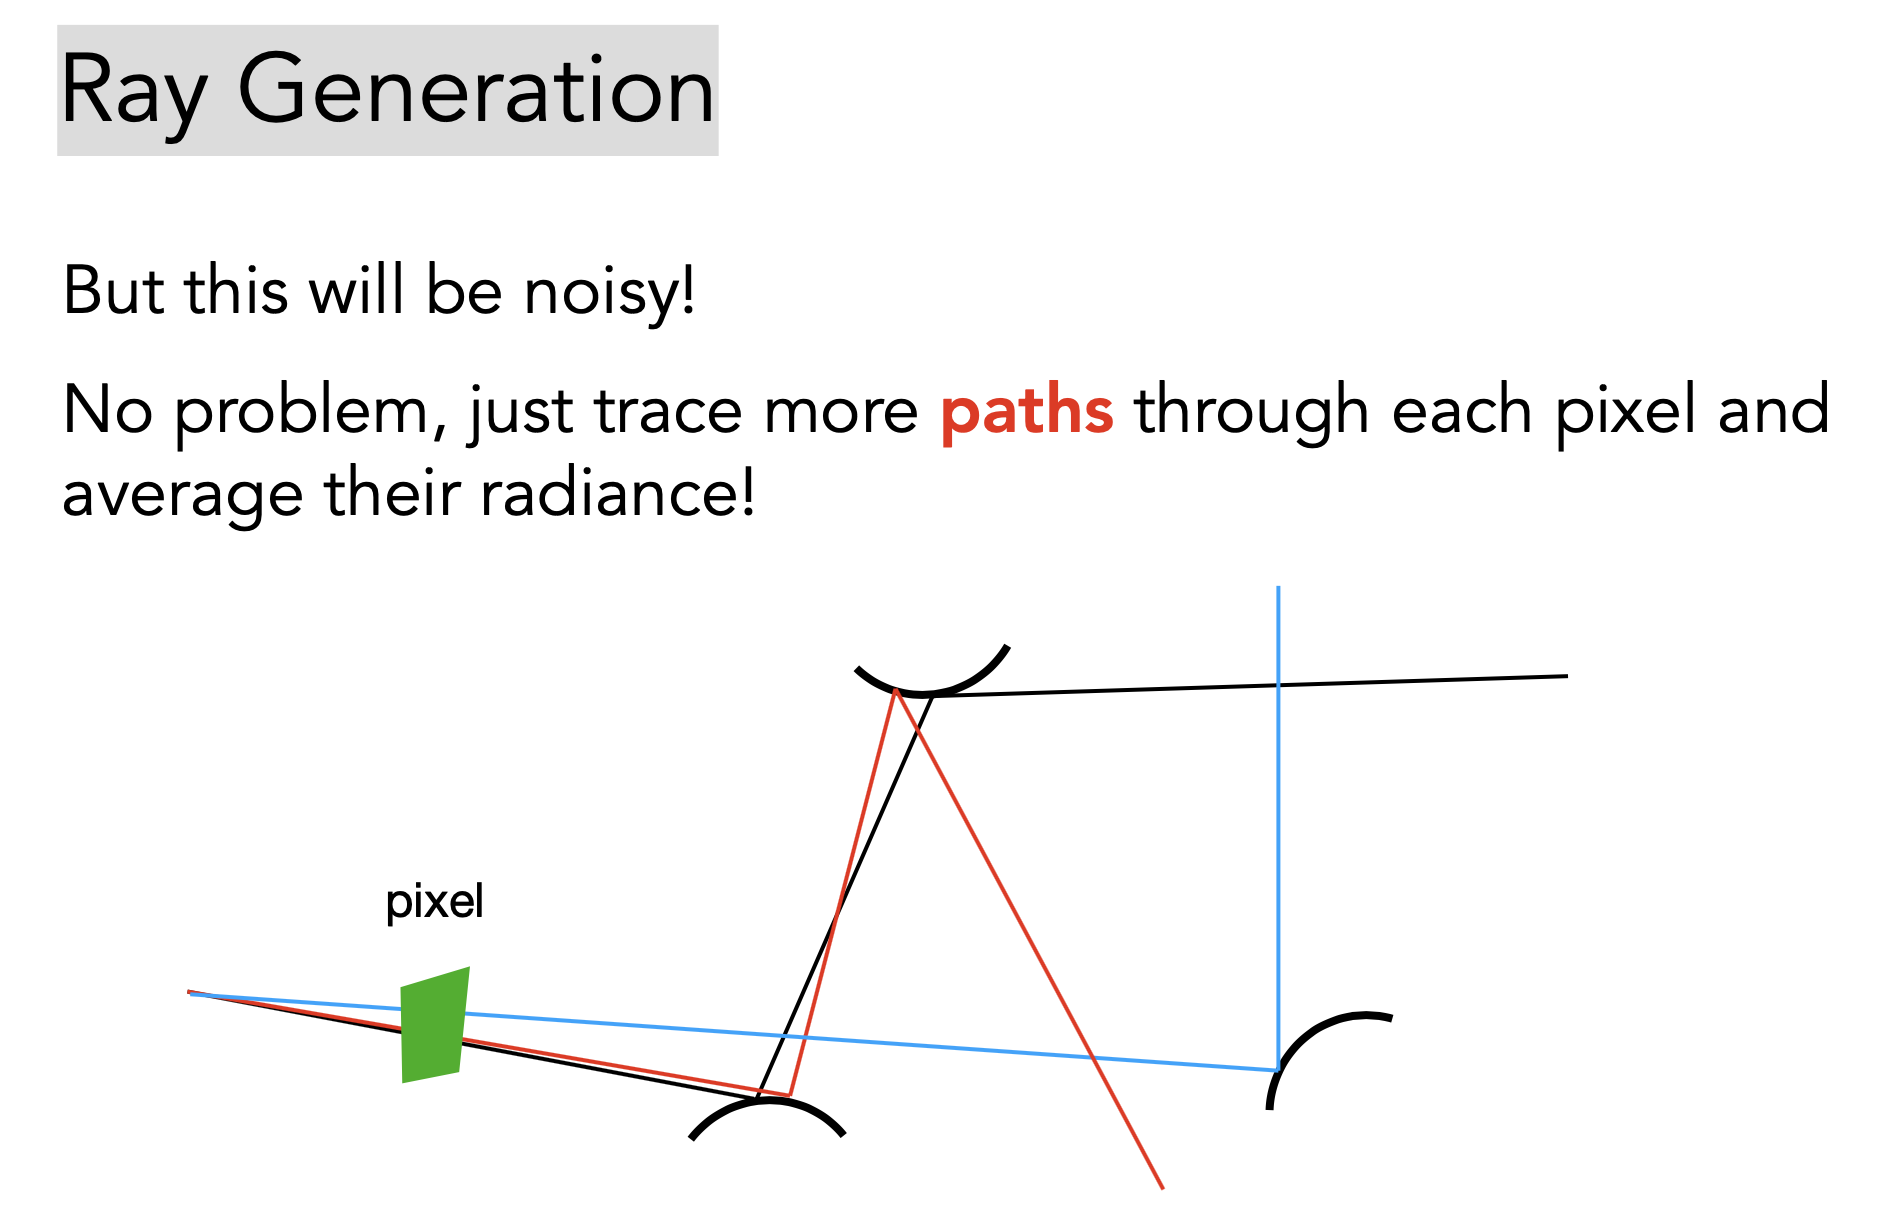 Ray Generation
But this will be noisy!
No problem, just trace more paths through each pixel and
average their radiance!
pixel